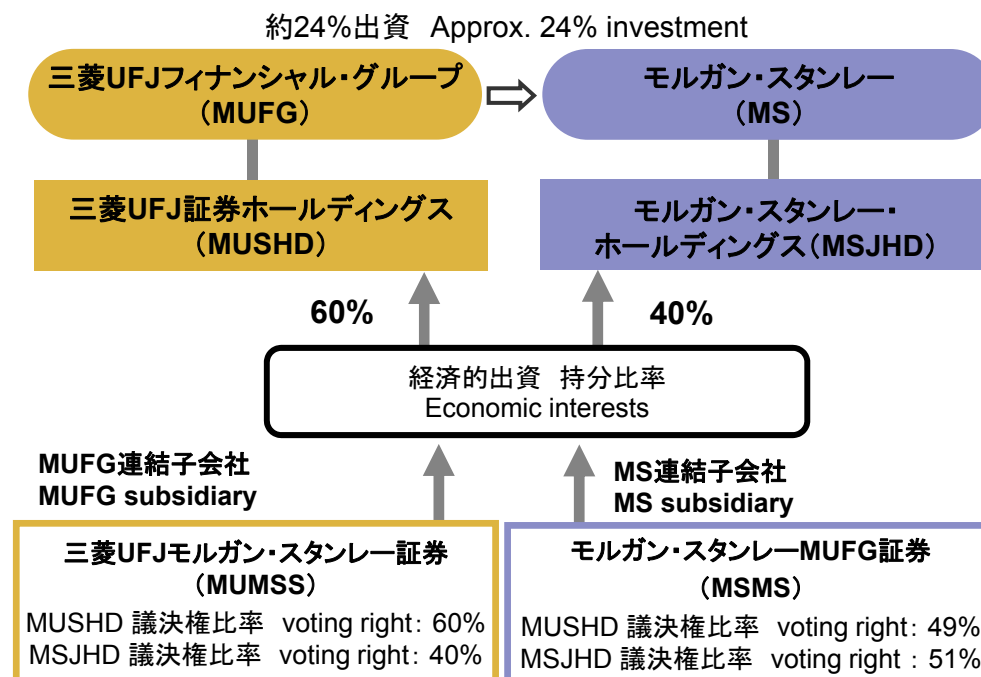 約24%出資 Approx. 24% investment
三菱UFJフィナンシャル・グループ
（MUFG）
モルガン・スタンレー
（MS）
三菱UFJ証券ホールディングス
（MUSHD）
モルガン・スタンレー・
ホールディングス（MSJHD）
60%
40%
経済的出資 持分比率
Economic interests
MUFG連結子会社
MUFG subsidiary
MS連結子会社
MS subsidiary
三菱UFJモルガン・スタンレー証券
（MUMSS）
MUSHD 議決権比率 voting right：60%
MSJHD 議決権比率 voting right：40%
モルガン・スタンレーMUFG証券
（MSMS）
MUSHD 議決権比率 voting right：49%
MSJHD 議決権比率 voting right：51%